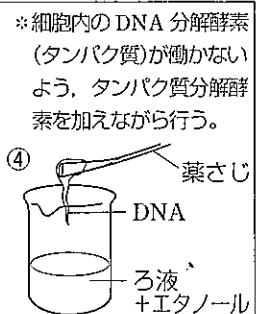 *細胞内のDNA分解酵素
(タンパク質)が働かない
よう,タンパク質分解酵
素を加えながら行う。
④
薬さじ
DNA
ろ液
+エタノール